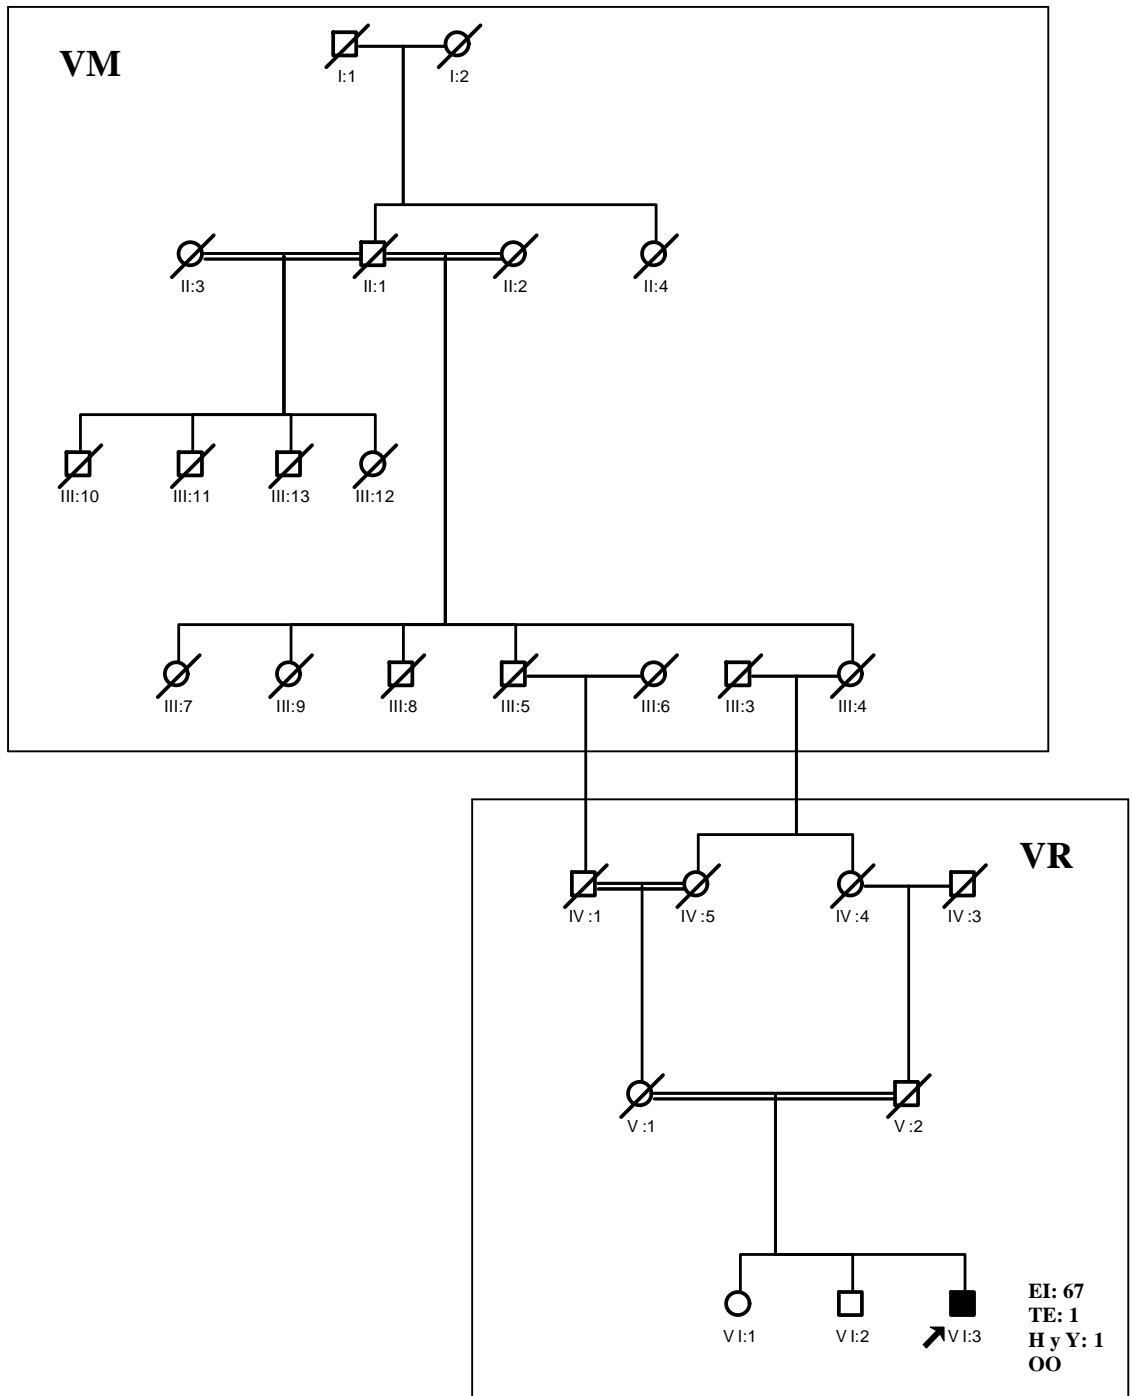 VM
I:1 I:2
II:3 II:1 II:2 II:4
III:10 III:11 III:13 III:12
III:7 III:9 III:8 III:5 III:6 III:3 III:4
VR
IV :1 IV :5 IV :4 IV :3
V :1 V :2
EI: 67
TE: 1
V I:1 V I:2 V I:3 H y Y: 1
OO